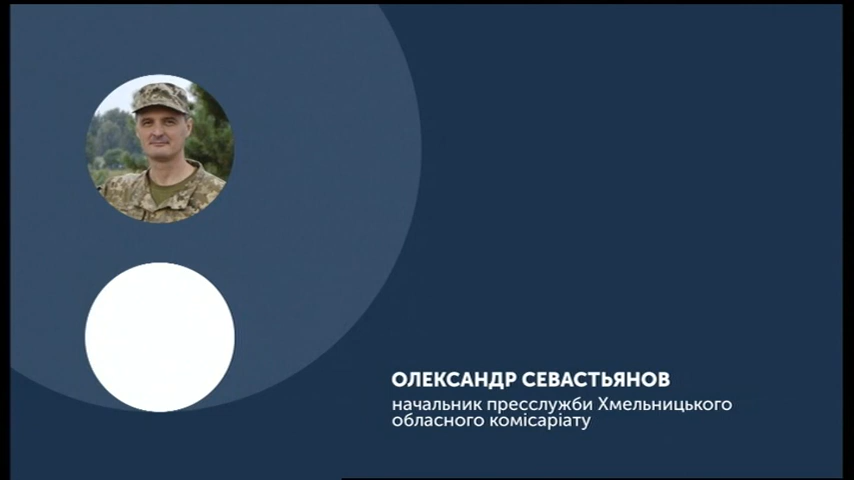 ОЛЕКСАНДР СЕВАСТЬЯНОВ
начальник пресслужби Хмельницького
обласного комісаріату